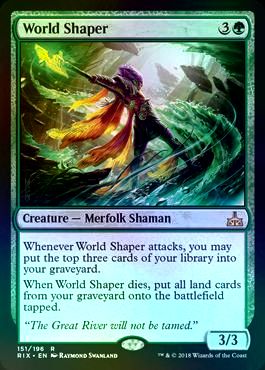 World Shaper 3
Creature — Merfolk Shaman
Whenever World Shaper attacks, you may
put the top three cards of your library into
your graveyard.
When World Shaper dies, put all land cards
from your graveyard onto the battlefield
tapped.
“The Great River will not be tamed.”
3/3
151/196 R
RIX • EN RAYMOND SWANLAND
™ & © 2018 Wizards of the Coast